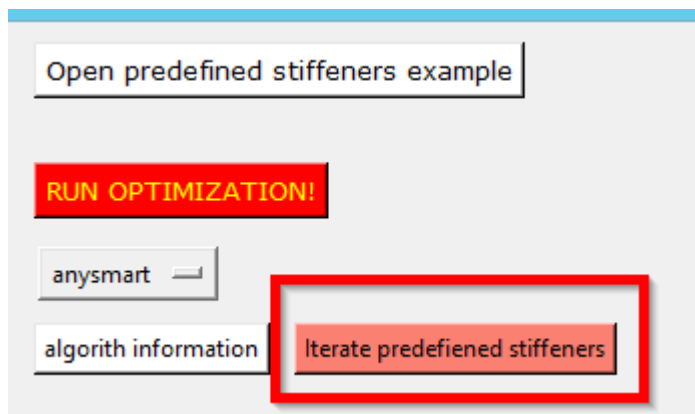 Open predefined stiffeners example
RUN OPTIMIZATION!
anysmart
algorith information
Iterate predefiened stiffeners